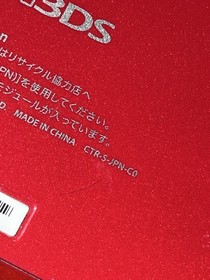 3DS
n
はリサイクル協力店へ
PN)]を使用してください。
モジュールが入っています。
D. MADE IN CHINA CTR-S-JPN-C0